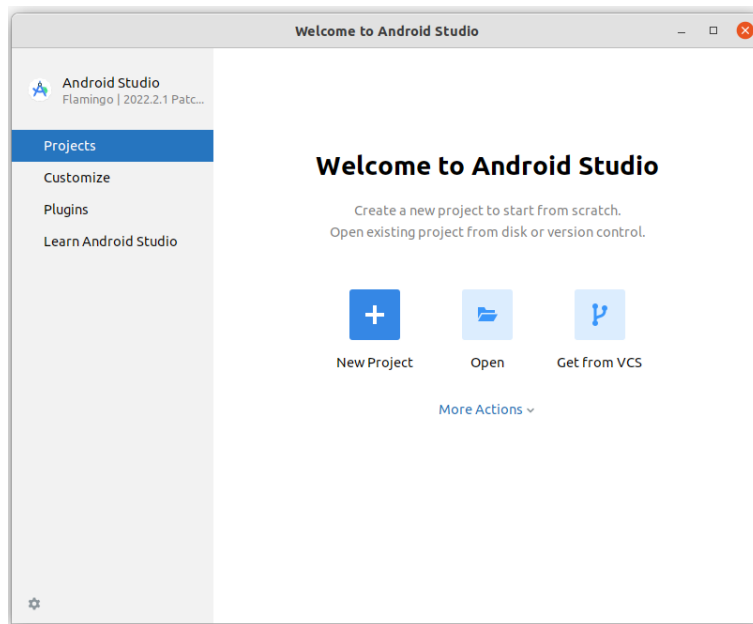 Welcome to Android Studio
Android Studio
Flamingo | 2022.2.1 Patc...
Projects
Customize
Plugins
Learn Android Studio
Welcome to Android Studio
Create a new project to start from scratch.
Open existing project from disk or version control.
New Project
Open
Get from VCS
More Actions